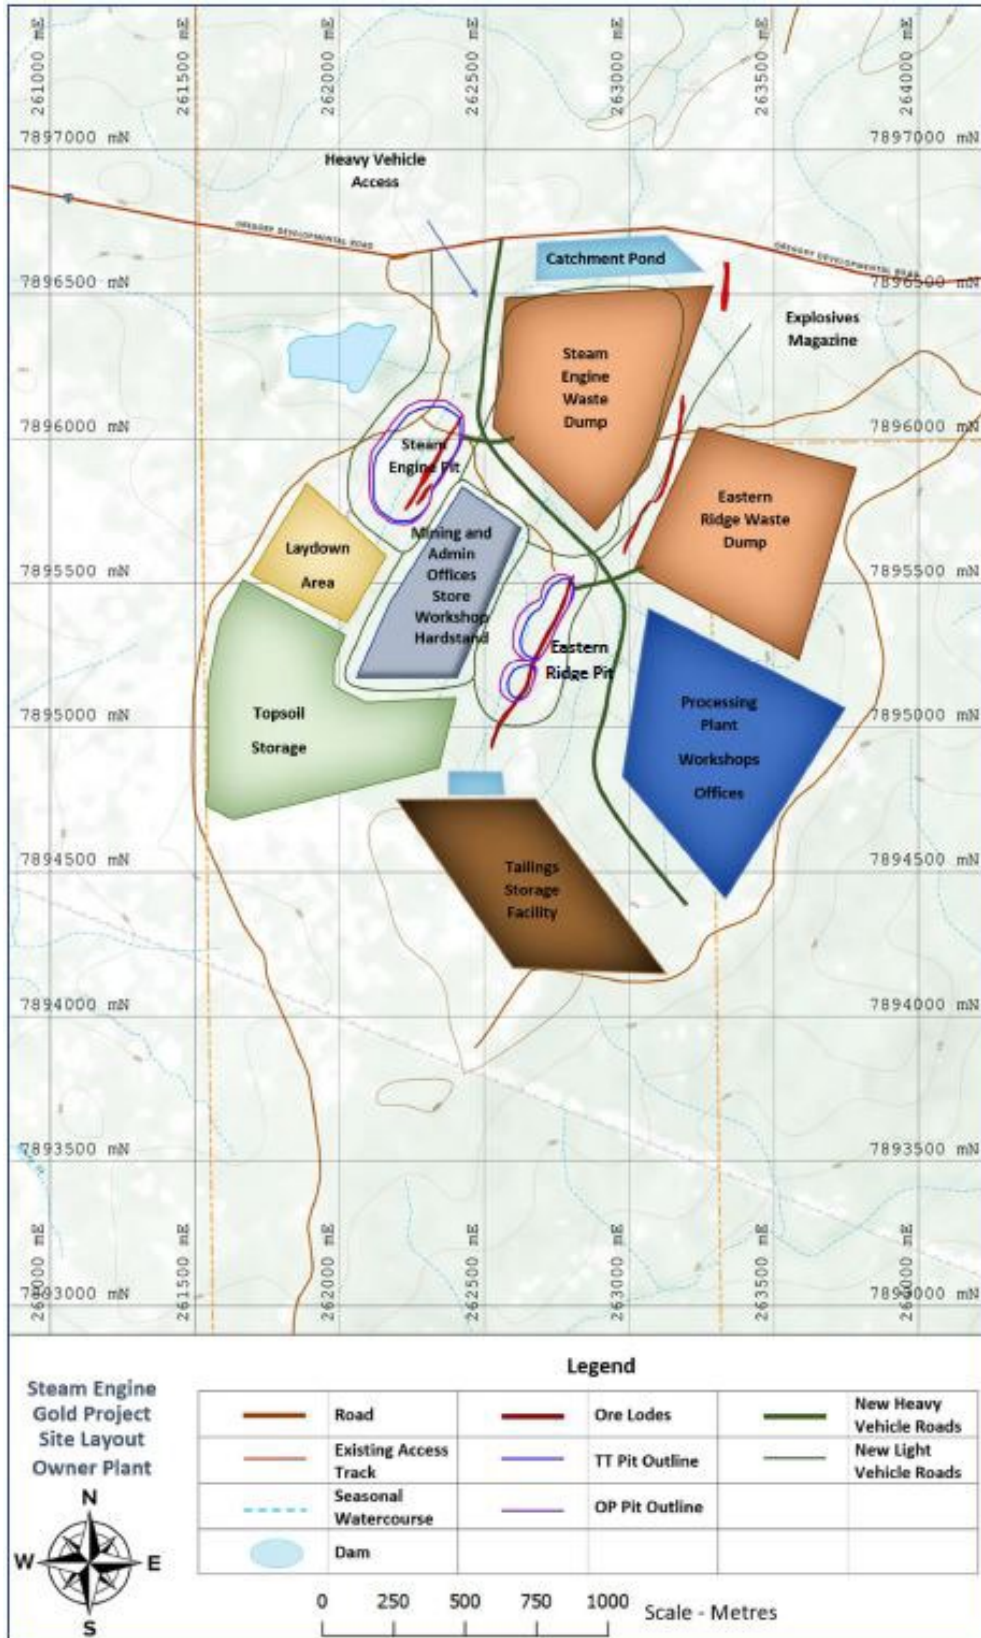 261000 mE
261500 mE
262000 mE
262500 mE
263000 mE
263500 mE
264000 mE
7897000 mN
7897000 mN
Heavy Vehicle
Access
GREGORY DEVELOPMENTAL ROAD
GREGORY DEVELOPMENTAL ROAD
Catchment Pond
7896500 mN
7896500 mN
Explosives
Magazine
Steam
Engine
Waste
Dump
7896000 mN
7896000 mN
Steam
Engine Pit
Eastern
Ridge Waste
Dump
Laydown
Area
Mining and
Admin
Offices
Store
Workshop
Hardstand
7895500 mN
7895500 mN
Eastern
Ridge Pit
Topsoil
Storage
Processing
Plant
Workshops
Offices
7895000 mN
7895000 mN
7894500 mN
7894500 mN
Tailings
Storage
Facility
7894000 mN
7894000 mN
7893500 mN
7893500 mN
7893000 mN
7893000 mN
261500 mE
262000 mE
262500 mE
263000 mE
263500 mE
Legend
Steam Engine
Gold Project
Site Layout
Owner Plant
Road
Ore Lodes
New Heavy
Vehicle Roads
Existing Access
Track
TT Pit Outline
New Light
Vehicle Roads
Seasonal
Watercourse
OP Pit Outline
Dam
N
W
E
S
0 250 500 750 1000
Scale - Metres